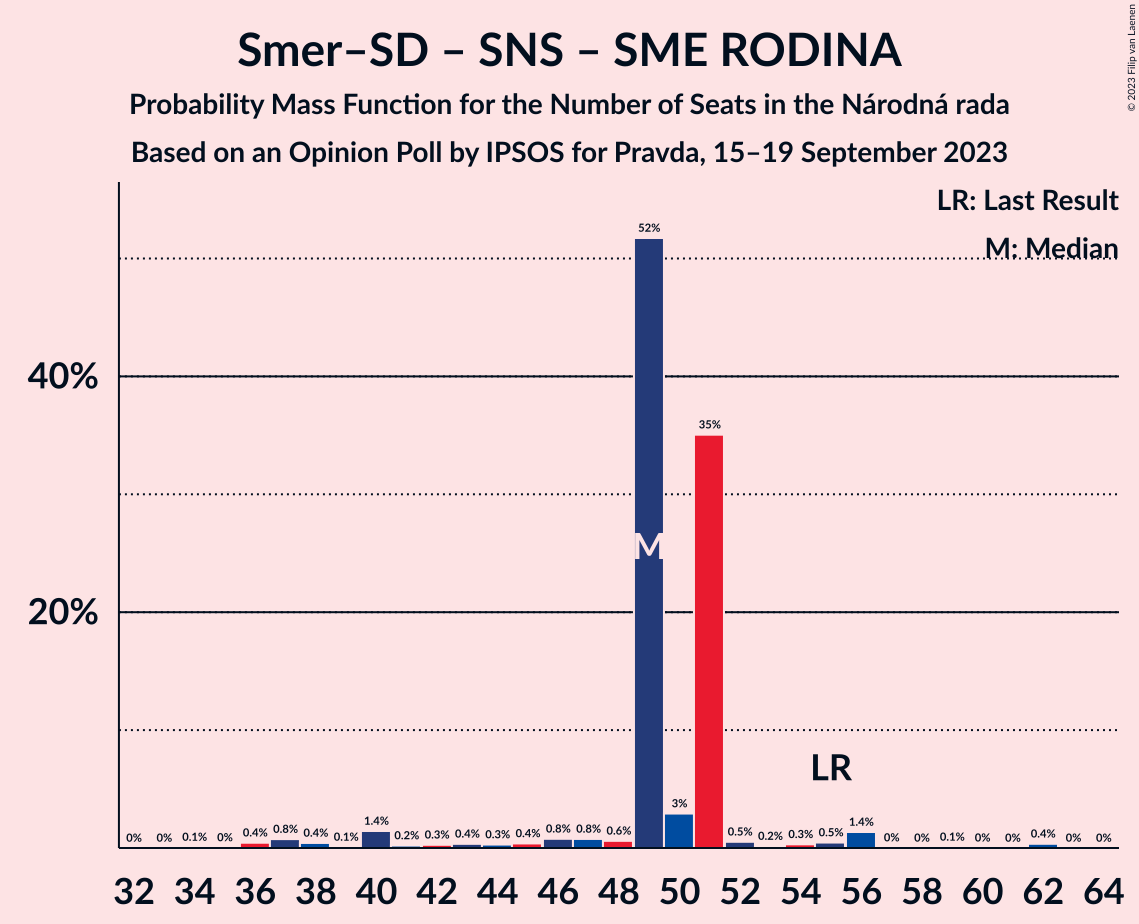 Smer–SD – SNS – SME RODINA
Probability Mass Function for the Number of Seats in the Národná rada
Based on an Opinion Poll by IPSOS for Pravda, 15–19 September 2023
© 2023 Filip van Laenen
LR: Last Result
M: Median
52%
40%
35%
M
20%
LR
0% 0% 0.1% 0% 0.4% 0.8% 0.4% 0.1% 1.4% 0.2% 0.3% 0.4% 0.3% 0.4% 0.8% 0.8% 0.6% 3% 0.5% 0.2% 0.3% 0.5% 1.4% 0% 0% 0.1% 0% 0% 0.4% 0% 0%
32 34 36 38 40 42 44 46 48 50 52 54 56 58 60 62 64